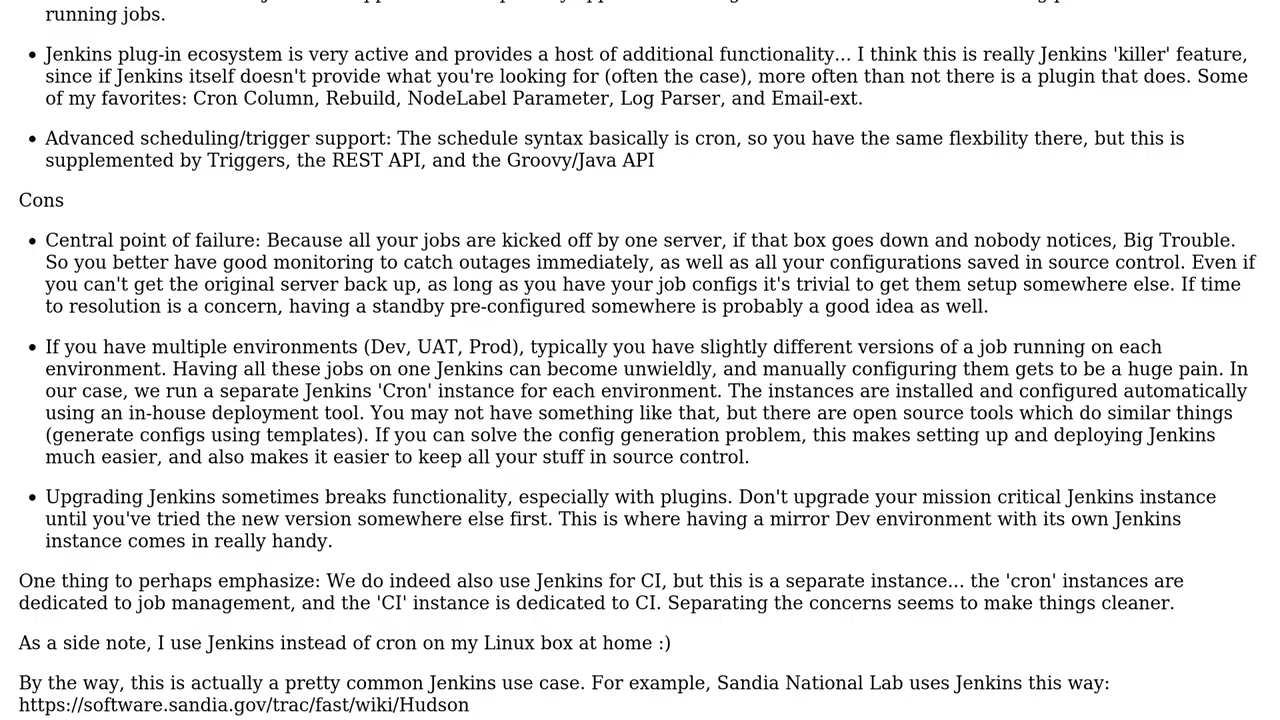 running jobs.
• Jenkins plug-in ecosystem is very active and provides a host of additional functionality... I think this is really Jenkins 'killer' feature,
since if Jenkins itself doesn't provide what you're looking for (often the case), more often than not there is a plugin that does. Some
of my favorites: Cron Column, Rebuild, NodeLabel Parameter, Log Parser, and Email-ext.
• Advanced scheduling/trigger support: The schedule syntax basically is cron, so you have the same flexbility there, but this is
supplemented by Triggers, the REST API, and the Groovy/Java API
Cons
• Central point of failure: Because all your jobs are kicked off by one server, if that box goes down and nobody notices, Big Trouble.
So you better have good monitoring to catch outages immediately, as well as all your configurations saved in source control. Even if
you can't get the original server back up, as long as you have your job configs it's trivial to get them setup somewhere else. If time
to resolution is a concern, having a standby pre-configured somewhere is probably a good idea as well.
• If you have multiple environments (Dev, UAT, Prod), typically you have slightly different versions of a job running on each
environment. Having all these jobs on one Jenkins can become unwieldly, and manually configuring them gets to be a huge pain. In
our case, we run a separate Jenkins 'Cron' instance for each environment. The instances are installed and configured automatically
using an in-house deployment tool. You may not have something like that, but there are open source tools which do similar things
(generate configs using templates). If you can solve the config generation problem, this makes setting up and deploying Jenkins
much easier, and also makes it easier to keep all your stuff in source control.
• Upgrading Jenkins sometimes breaks functionality, especially with plugins. Don't upgrade your mission critical Jenkins instance
until you've tried the new version somewhere else first. This is where having a mirror Dev environment with its own Jenkins
instance comes in really handy.
One thing to perhaps emphasize: We do indeed also use Jenkins for CI, but this is a separate instance... the 'cron' instances are
dedicated to job management, and the 'CI' instance is dedicated to CI. Separating the concerns seems to make things cleaner.
As a side note, I use Jenkins instead of cron on my Linux box at home :)
By the way, this is actually a pretty common Jenkins use case. For example, Sandia National Lab uses Jenkins this way:
https://software.sandia.gov/trac/fast/wiki/Hudson